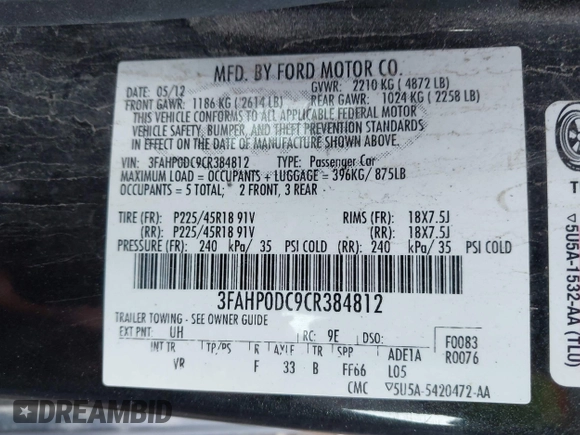 MFD. BY FORD MOTOR CO.
DATE: 05/12 GVWR: 2210 KG ( 4872 LB)
FRONT GAWR: 1186 KG ( 2614 LB) REAR GAWR: 1024 KG ( 2258 LB)
THIS VEHICLE CONFORMS TO ALL APPLICABLE FEDERAL MOTOR
VEHICLE SAFETY, BUMPER, AND THEFT PREVENTION STANDARDS
IN EFFECT ON THE DATE OF MANUFACTURE SHOWN ABOVE.
VIN: 3FAHP0DC9CR384812 TYPE: Passenger Car
MAXIMUM LOAD = OCCUPANTS + LUGGAGE = 396KG/ 875LB
OCCUPANTS = 5 TOTAL; 2 FRONT, 3 REAR
TIRE (FR): P225/45R18 91V RIMS (FR): 18X7.5J
(RR): P225/45R18 91V (RR): 18X7.5J
PRESSURE (FR): 240 kPa/ 35 PSI COLD (RR): 240 kPa/ 35 PSI COLD
3FAHP0DC9CR384812
TRAILER TOWING - SEE OWNER GUIDE
EXT PNT: UH RC: 9E DSO: F0083
INT TR TP/PS R AXLE TR SPP ADE1A R0076
VR F 33 B FF66 L05
CMC ▽5U5A-5420472-AA
▽5U5A-1532-AA (TLU)
DREAMBID